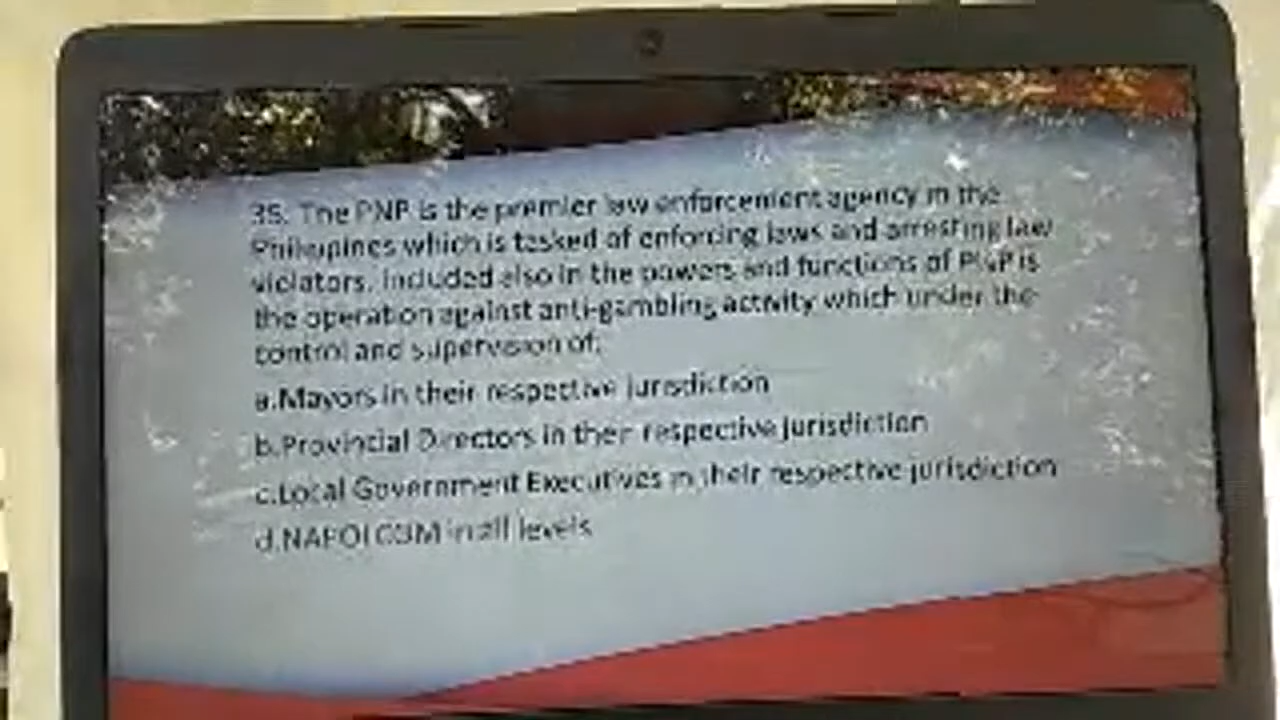 35. The PNP is the premier law enforcement agency in the
Philippines which is tasked of enforcing laws and arresting law
violators. Included also in the powers and functions of PNP is
the operation against anti-gambling activity which under the
control and supervision of:
a.Mayors in their respective jurisdiction
b.Provincial Directors in their respective jurisdiction
c.Local Government Executives in their respective jurisdiction
d.NAPOLCOM in all levels